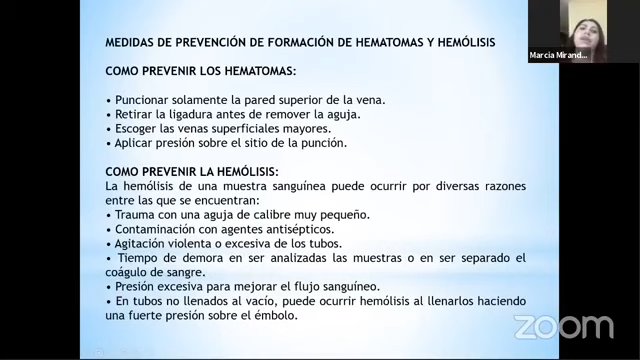 MEDIDAS DE PREVENCIÓN DE FORMACIÓN DE HEMATOMAS Y HEMÓLISIS
Marcia Mirand...
COMO PREVENIR LOS HEMATOMAS:
• Puncionar solamente la pared superior de la vena.
• Retirar la ligadura antes de remover la aguja.
• Escoger las venas superficiales mayores.
• Aplicar presión sobre el sitio de la punción.
COMO PREVENIR LA HEMÓLISIS:
La hemólisis de una muestra sanguínea puede ocurrir por diversas razones
entre las que se encuentran:
• Trauma con una aguja de calibre muy pequeño.
• Contaminación con agentes antisépticos.
• Agitación violenta o excesiva de los tubos.
• Tiempo de demora en ser analizadas las muestras o en ser separado el
coágulo de sangre.
• Presión excesiva para mejorar el flujo sanguíneo.
• En tubos no llenados al vacío, puede ocurrir hemólisis al llenarlos haciendo
una fuerte presión sobre el émbolo.
zoom